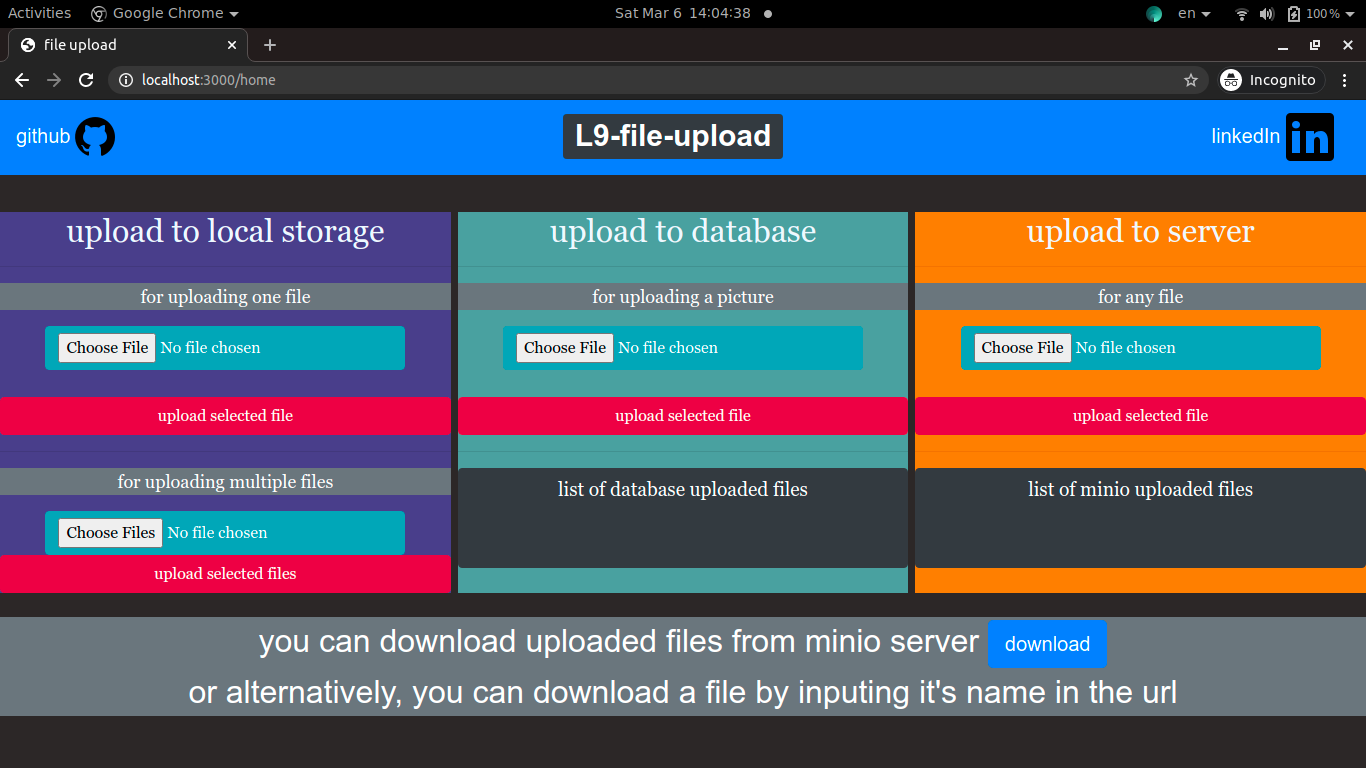 Activities Google Chrome Sat Mar 6 14:04:38 en 100 %
file upload
localhost:3000/home Incognito
github L9-file-upload linkedIn
upload to local storage
for uploading one file
Choose File No file chosen
upload selected file
for uploading multiple files
Choose Files No file chosen
upload selected files
upload to database
for uploading a picture
Choose File No file chosen
upload selected file
list of database uploaded files
upload to server
for any file
Choose File No file chosen
upload selected file
list of minio uploaded files
you can download uploaded files from minio server download
or alternatively, you can download a file by inputing it's name in the url